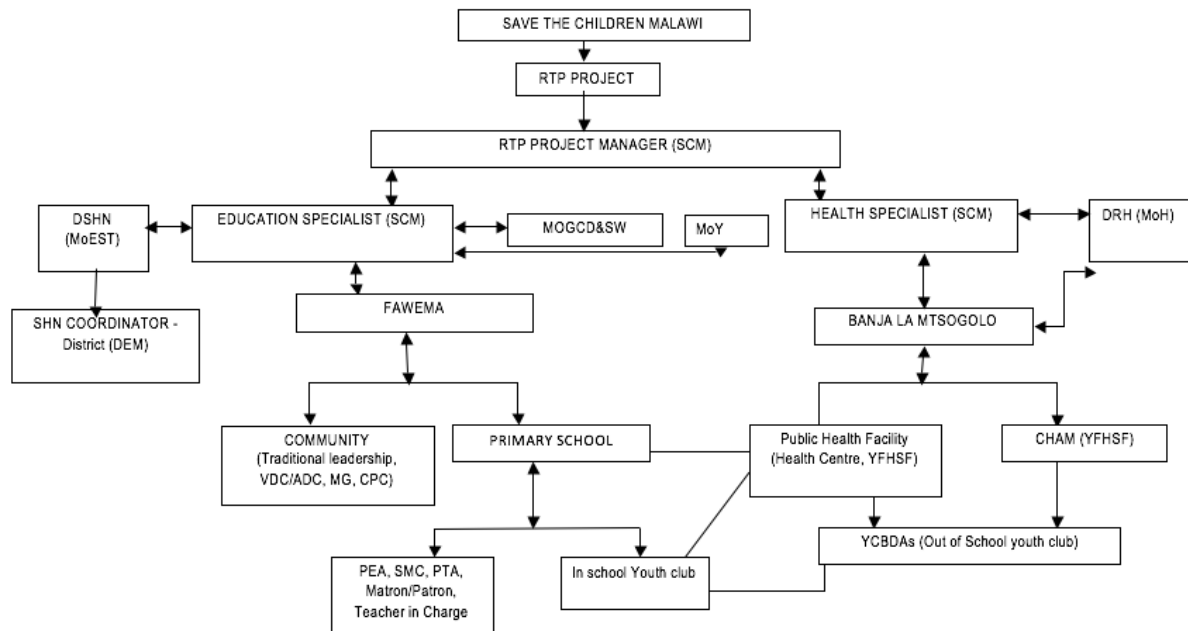 SAVE THE CHILDREN MALAWI
RTP PROJECT
RTP PROJECT MANAGER (SCM)
DSHN
(MoEST)
EDUCATION SPECIALIST (SCM)
MOGCD&SW
MoY
HEALTH SPECIALIST (SCM)
DRH (MoH)
SHN COORDINATOR -
District (DEM)
FAWEMA
BANJA LA MTSOGOLO
COMMUNITY
(Traditional leadership,
VDC/ADC, MG, CPC)
PRIMARY SCHOOL
Public Health Facility
(Health Centre, YFHSF)
CHAM (YFHSF)
PEA, SMC, PTA,
Matron/Patron,
Teacher in Charge
In school Youth club
YCBDAs (Out of School youth club)